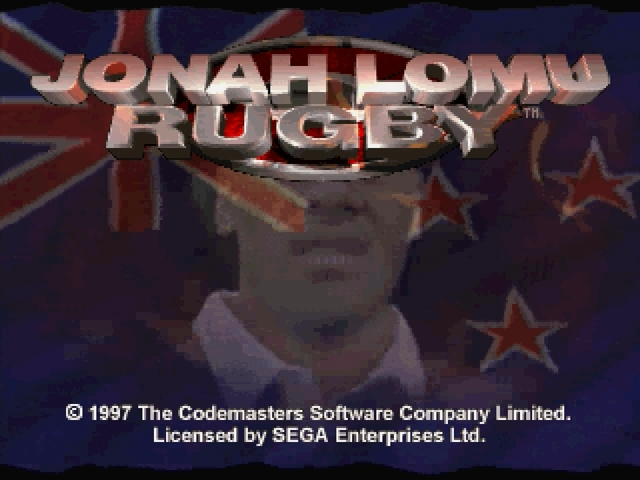 JONAH LOMU
RUGBY™
© 1997 The Codemasters Software Company Limited.
Licensed by SEGA Enterprises Ltd.